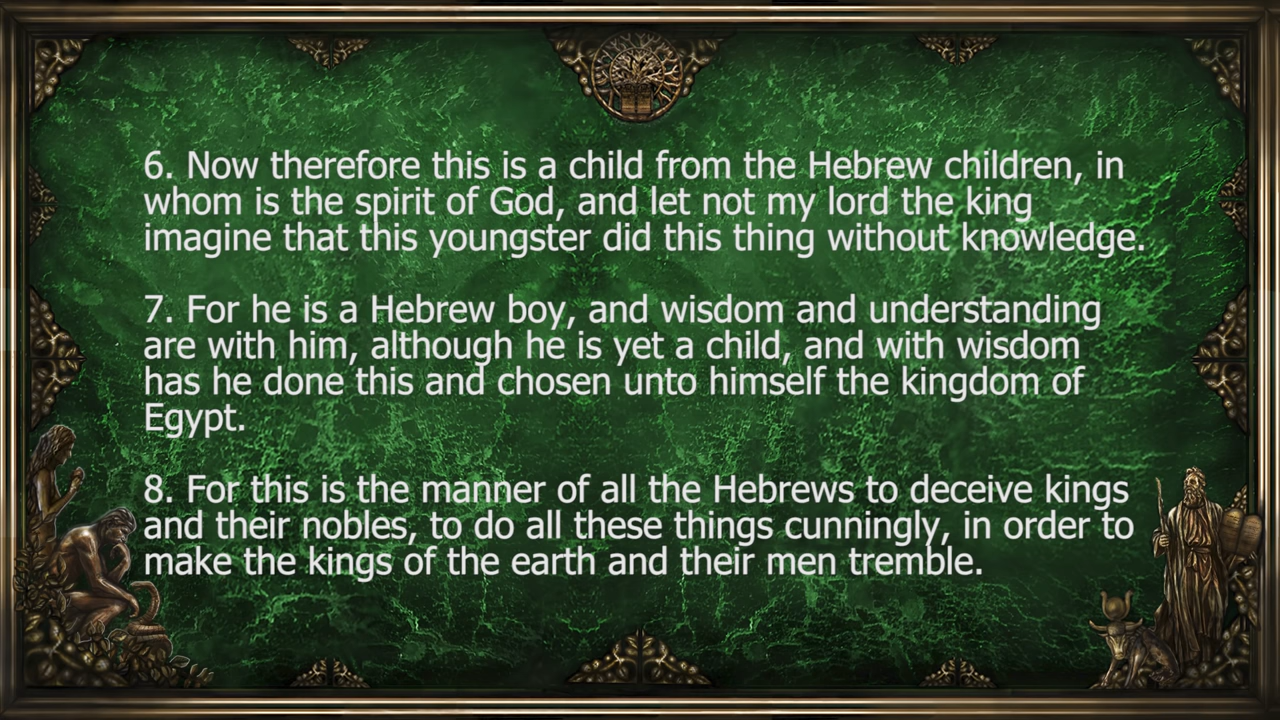 6. Now therefore this is a child from the Hebrew children, in
whom is the spirit of God, and let not my lord the king
imagine that this youngster did this thing without knowledge.
7. For he is a Hebrew boy, and wisdom and understanding
are with him, although he is yet a child, and with wisdom
has he done this and chosen unto himself the kingdom of
Egypt.
8. For this is the manner of all the Hebrews to deceive kings
and their nobles, to do all these things cunningly, in order to
make the kings of the earth and their men tremble.